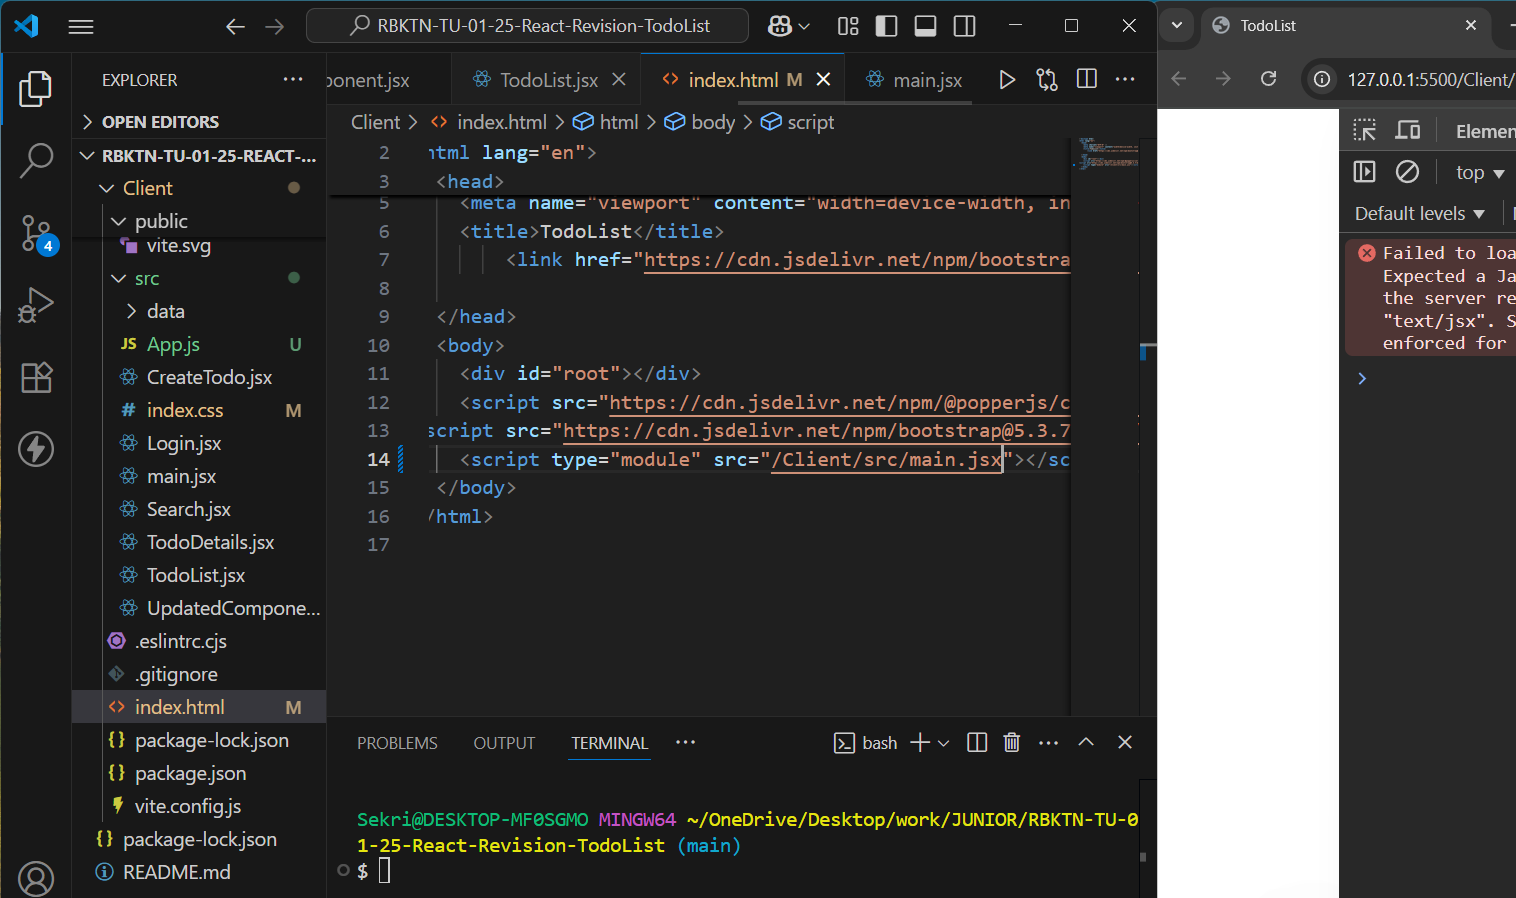 RBKTN-TU-01-25-React-Revision-TodoList
TodoList
EXPLORER
ponent.jsx
TodoList.jsx
index.html M
main.jsx
127.0.0.1:5500/Client/
OPEN EDITORS
RBKTN-TU-01-25-REACT-...
Client
public
vite.svg
src
data
JS App.js U
CreateTodo.jsx
# index.css M
Login.jsx
main.jsx
Search.jsx
TodoDetails.jsx
TodoList.jsx
UpdatedCompone...
.eslintrc.cjs
.gitignore
index.html M
{} package-lock.json
{} package.json
vite.config.js
{} package-lock.json
README.md
4
Client > index.html > html > body > script
2 html lang="en">
3 <head>
5 <meta name="viewport" content="width=device-width, in
6 <title>TodoList</title>
7 <link href="https://cdn.jsdelivr.net/npm/bootstra
8
9 </head>
10 <body>
11 <div id="root"></div>
12 <script src="https://cdn.jsdelivr.net/npm/@popperjs/c
13 script src="https://cdn.jsdelivr.net/npm/bootstrap@5.3.7
14 <script type="module" src="/Client/src/main.jsx"></sc
15 </body>
16 /html>
17
PROBLEMS OUTPUT TERMINAL
bash
Sekri@DESKTOP-MF0SGMO MINGW64 ~/OneDrive/Desktop/work/JUNIOR/RBKTN-TU-0
1-25-React-Revision-TodoList (main)
$
Elemen
top
Default levels
Failed to loa
Expected a Ja
the server re
"text/jsx". S
enforced for